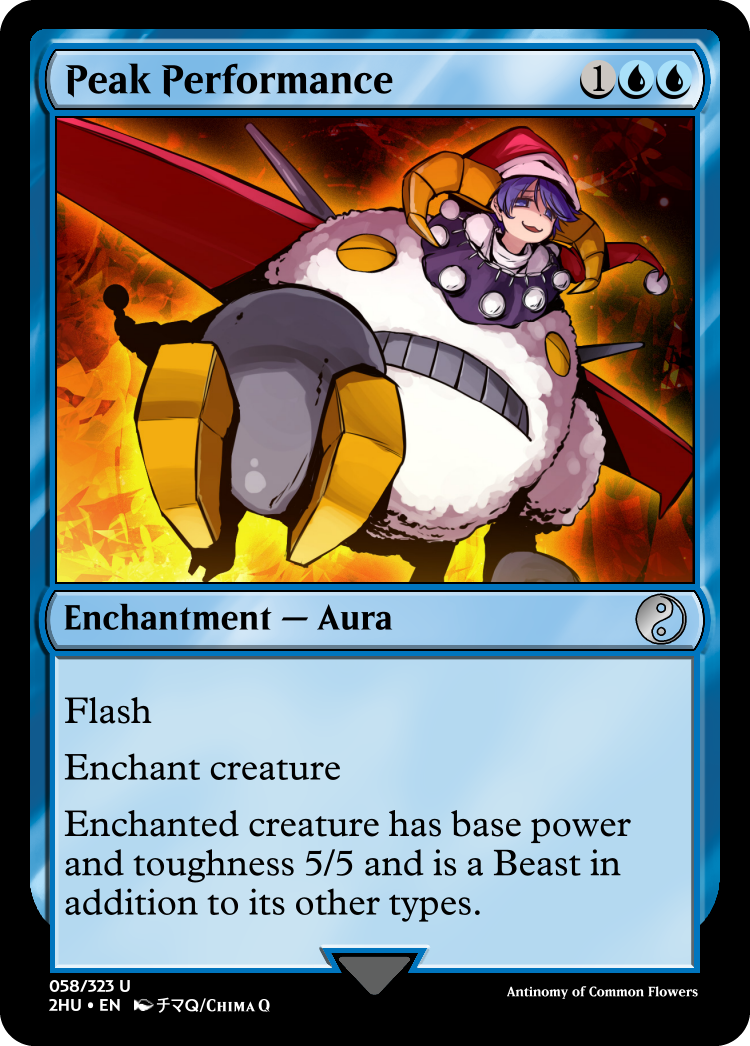 Peak Performance 1
Enchantment — Aura
Flash
Enchant creature
Enchanted creature has base power
and toughness 5/5 and is a Beast in
addition to its other types.
058/323 U
2HU • EN チマQ/Chima Q
Antinomy of Common Flowers